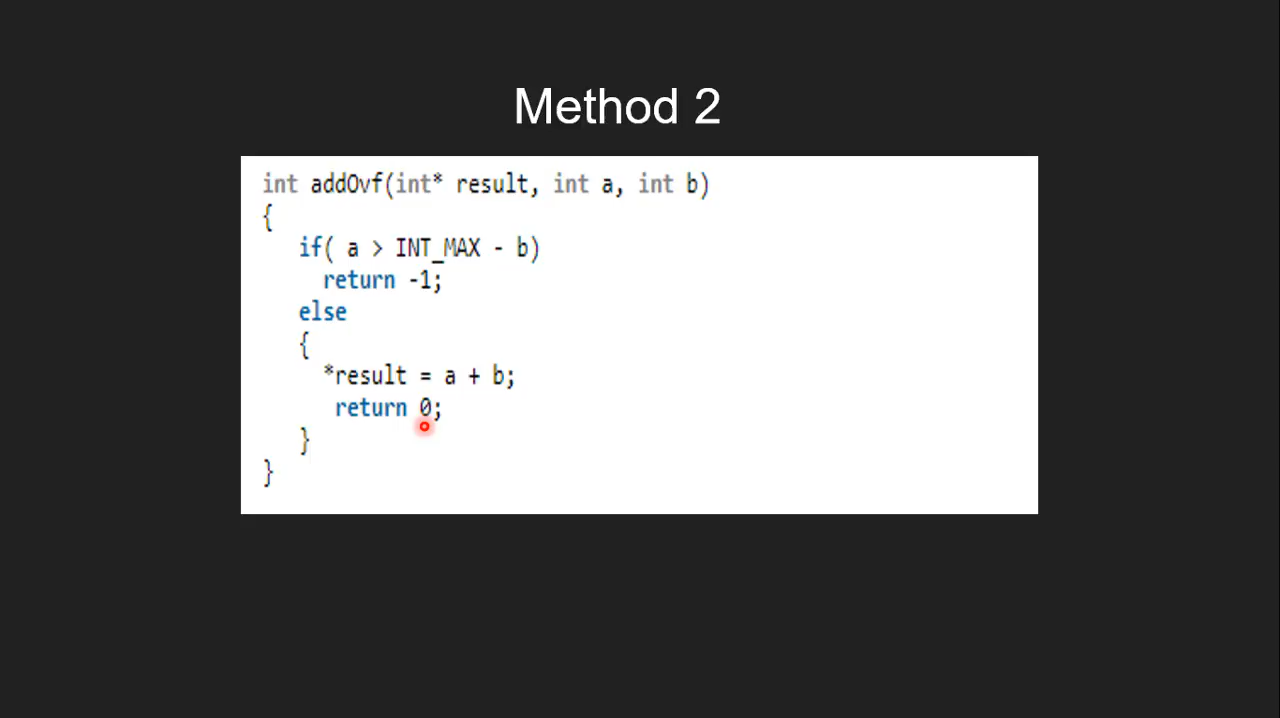 Method 2
int addOvf(int* result, int a, int b)
{
if( a > INT_MAX - b)
return -1;
else
{
*result = a + b;
return 0;
}
}